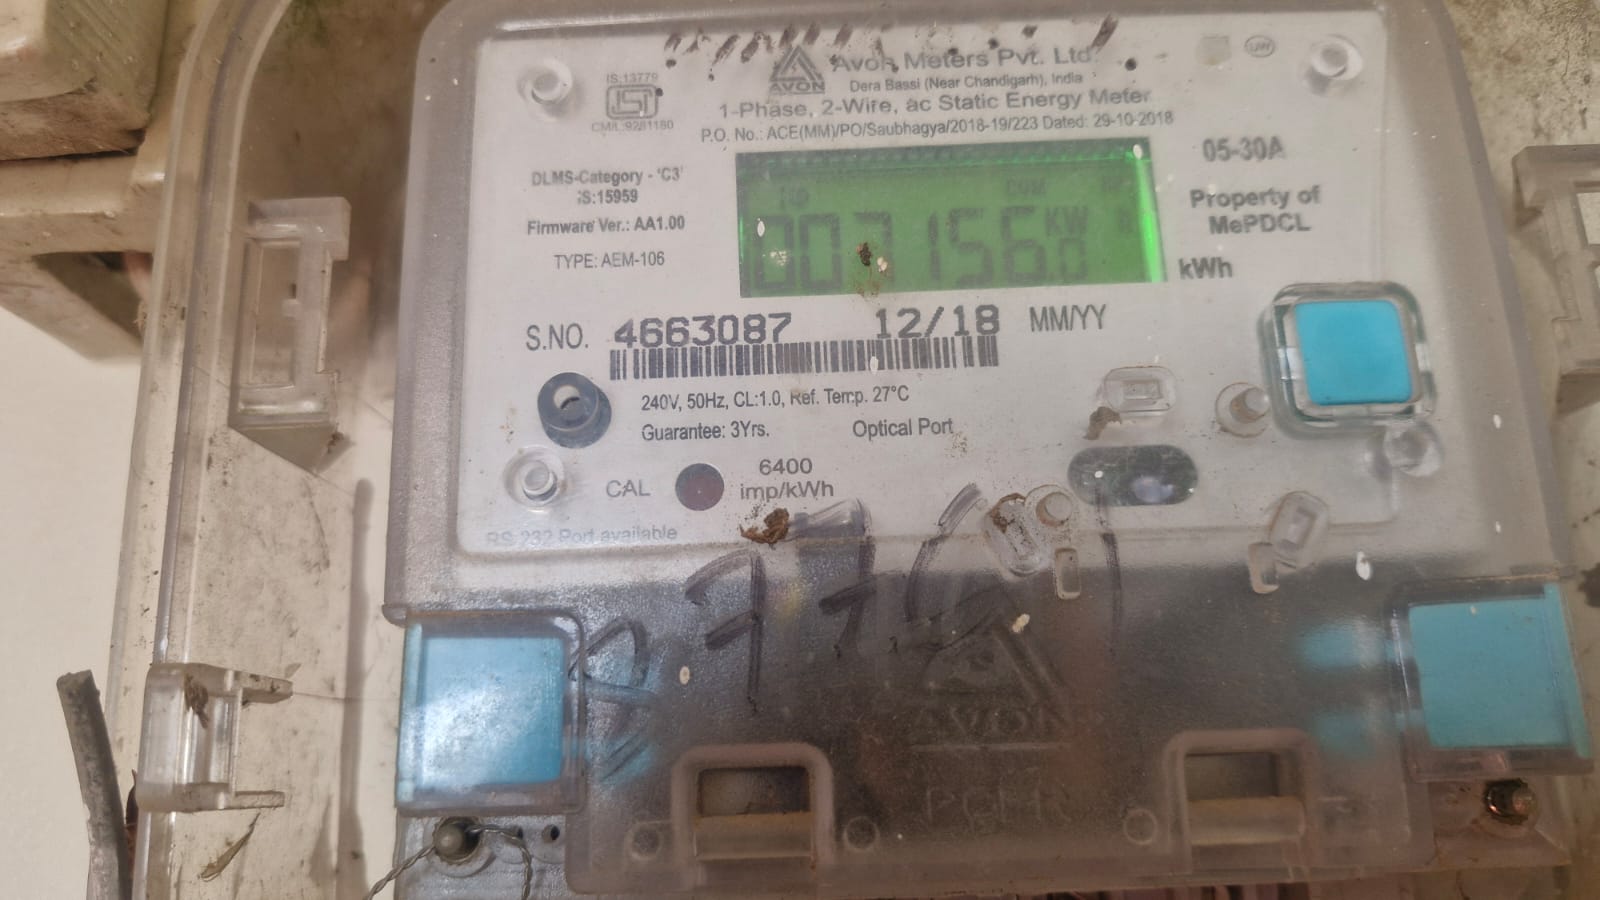 IS:13779
ISI
CM/L:9281180
AVON
Avon Meters Pvt. Ltd.
Dera Bassi (Near Chandigarh), India
1-Phase, 2-Wire, ac Static Energy Meter
P.O. No.: ACE(MM)/PO/Saubhagya/2018-19/223 Dated: 29-10-2018
DLMS-Category - 'C3'
IS:15959
Firmware Ver.: AA1.00
TYPE: AEM-106
CUM
KW
05-30A
Property of
MePDCL
kWh
S.NO. 4663087 12/18 MM/YY
240V, 50Hz, CL:1.0, Ref. Temp. 27°C
Guarantee: 3Yrs. Optical Port
CAL 6400
imp/kWh
RS-232 Port available
AVON